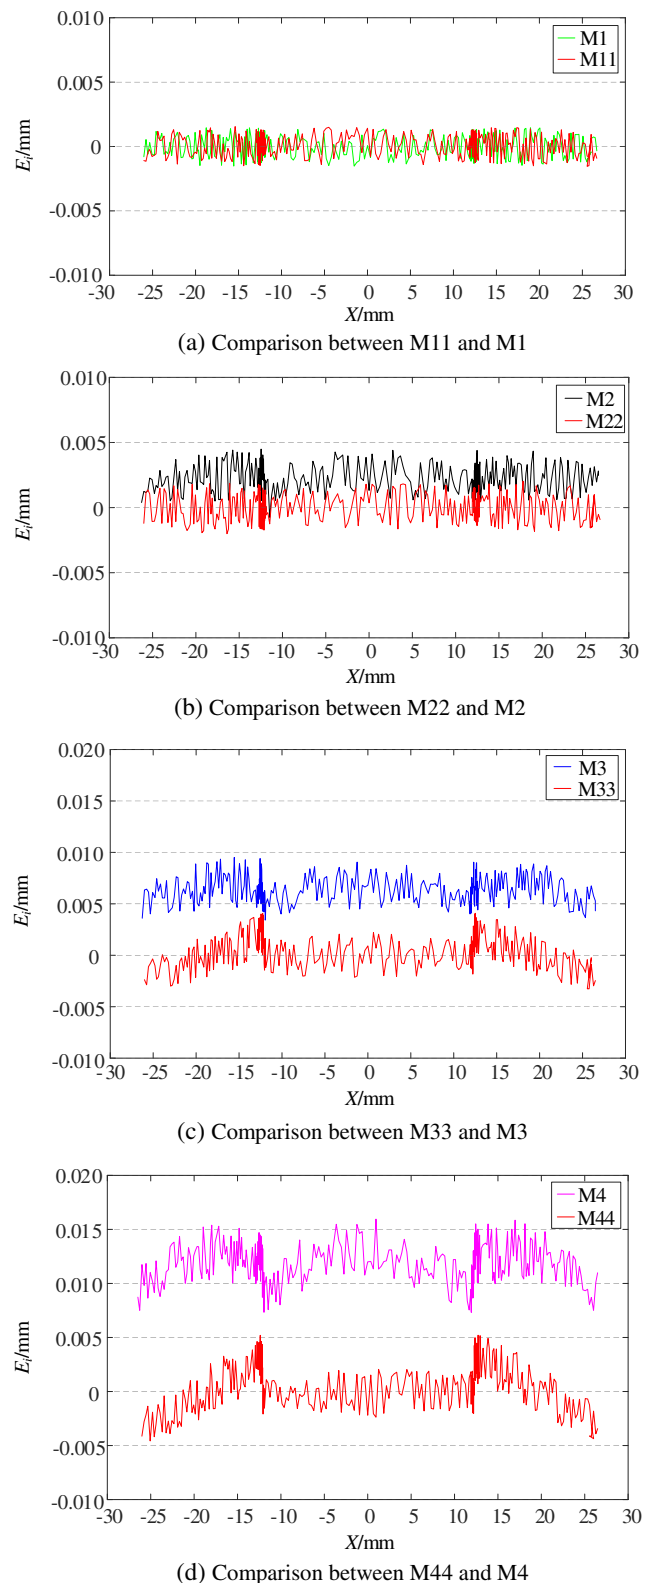 0.010
M1
M11
0.005
0
-0.005
-0.010
E_i/mm
-30 -25 -20 -15 -10 -5 0 5 10 15 20 25 30
X/mm
(a) Comparison between M11 and M1
0.010
M2
M22
0.005
0
-0.005
-0.010
E_i/mm
-30 -25 -20 -15 -10 -5 0 5 10 15 20 25 30
X/mm
(b) Comparison between M22 and M2
0.020
M3
M33
0.015
0.010
0.005
0
-0.005
-0.010
E_i/mm
-30 -25 -20 -15 -10 -5 0 5 10 15 20 25 30
X/mm
(c) Comparison between M33 and M3
0.020
M4
M44
0.015
0.010
0.005
0
-0.005
-0.010
E_i/mm
-30 -25 -20 -15 -10 -5 0 5 10 15 20 25 30
X/mm
(d) Comparison between M44 and M4